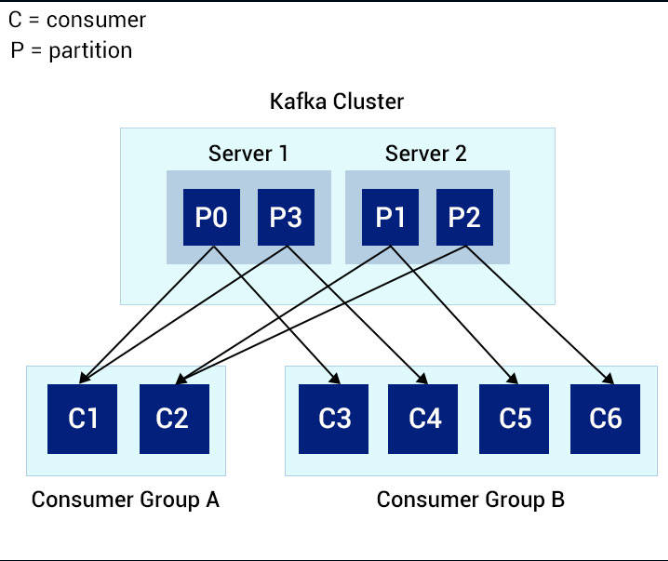 C = consumer
P = partition
Kafka Cluster
Server 1
Server 2
P0
P3
P1
P2
C1
C2
C3
C4
C5
C6
Consumer Group A
Consumer Group B